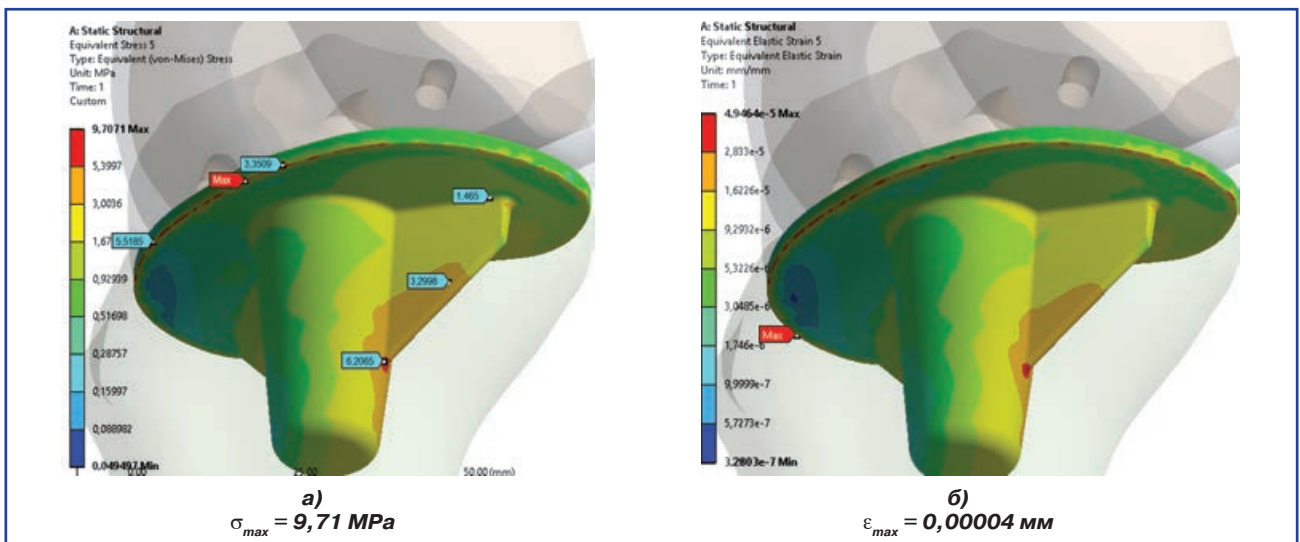 A: Static Structural
Equivalent Stress 5
Type: Equivalent (von-Mises) Stress
Unit: MPa
Time: 1
Custom
9,7071 Max
5,3997
3,0036
1,67
0,92939
0,51698
0,28757
0,15997
0,088982
0,049497 Min
3,3509
Max
1,465
5,5185
3,2998
6,2065
0,00
25,00
50,00 (mm)
а)
σmax = 9,71 MPa
A: Static Structural
Equivalent Elastic Strain 5
Type: Equivalent Elastic Strain
Unit: mm/mm
Time: 1
4,9464e-5 Max
2,833e-5
1,6226e-5
9,2932e-6
5,3226e-6
3,0485e-6
1,746e-6
9,9999e-7
5,7273e-7
3,2803e-7 Min
Max
б)
εmax = 0,00004 мм